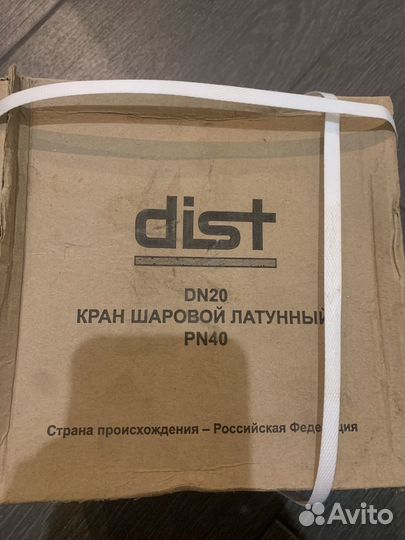 dist
DN20
КРАН ШАРОВОЙ ЛАТУННЫЙ
PN40
Страна происхождения – Российская Федерация
Avito